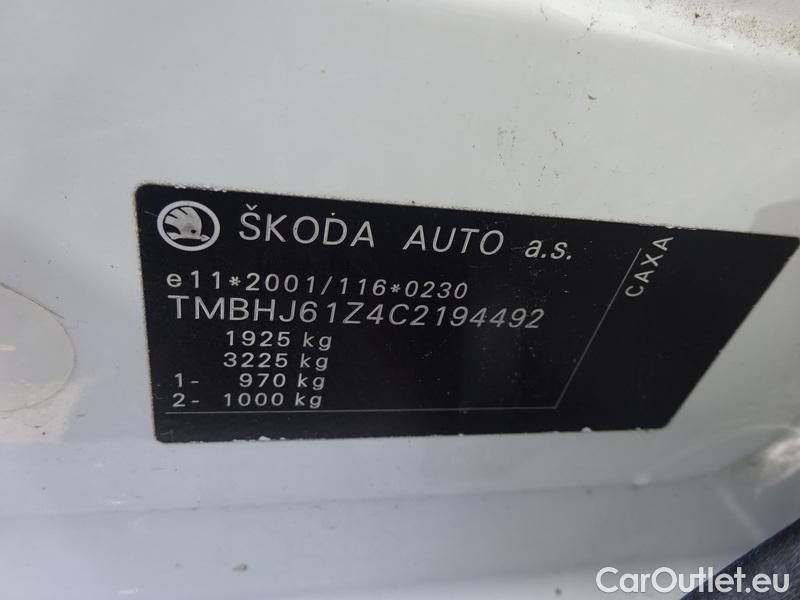 ŠKODA AUTO a.s.
e11*2001/116*0230
TMBHJ61Z4C2194492
1925 kg
3225 kg
1- 970 kg
2- 1000 kg
CAXA
CarOutlet.eu